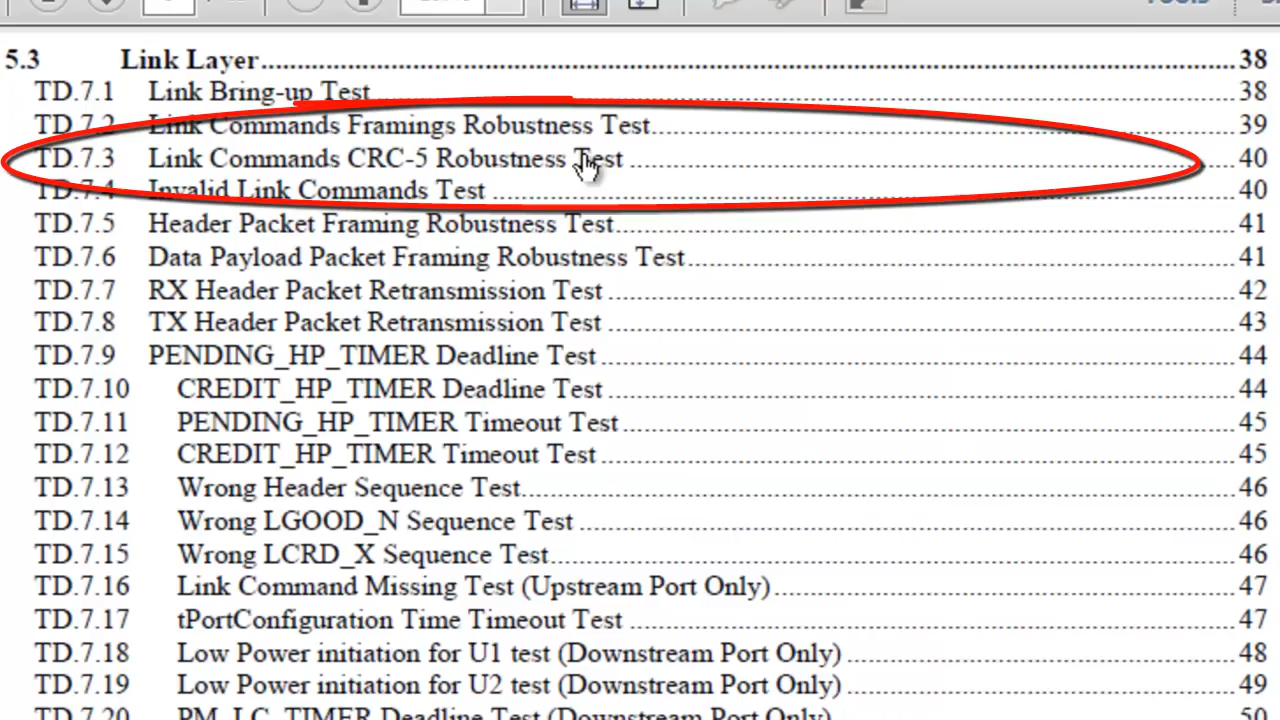 5.3 Link Layer 38
TD.7.1 Link Bring-up Test 38
TD.7.2 Link Commands Framings Robustness Test 39
TD.7.3 Link Commands CRC-5 Robustness Test 40
TD.7.4 Invalid Link Commands Test 40
TD.7.5 Header Packet Framing Robustness Test 41
TD.7.6 Data Payload Packet Framing Robustness Test 41
TD.7.7 RX Header Packet Retransmission Test 42
TD.7.8 TX Header Packet Retransmission Test 43
TD.7.9 PENDING_HP_TIMER Deadline Test 44
TD.7.10 CREDIT_HP_TIMER Deadline Test 44
TD.7.11 PENDING_HP_TIMER Timeout Test 45
TD.7.12 CREDIT_HP_TIMER Timeout Test 45
TD.7.13 Wrong Header Sequence Test 46
TD.7.14 Wrong LGOOD_N Sequence Test 46
TD.7.15 Wrong LCRD_X Sequence Test 46
TD.7.16 Link Command Missing Test (Upstream Port Only) 47
TD.7.17 tPortConfiguration Time Timeout Test 47
TD.7.18 Low Power initiation for U1 test (Downstream Port Only) 48
TD.7.19 Low Power initiation for U2 test (Downstream Port Only) 49
TD.7.20 PM_LC_TIMER Deadline Test (Downstream Port Only) 50